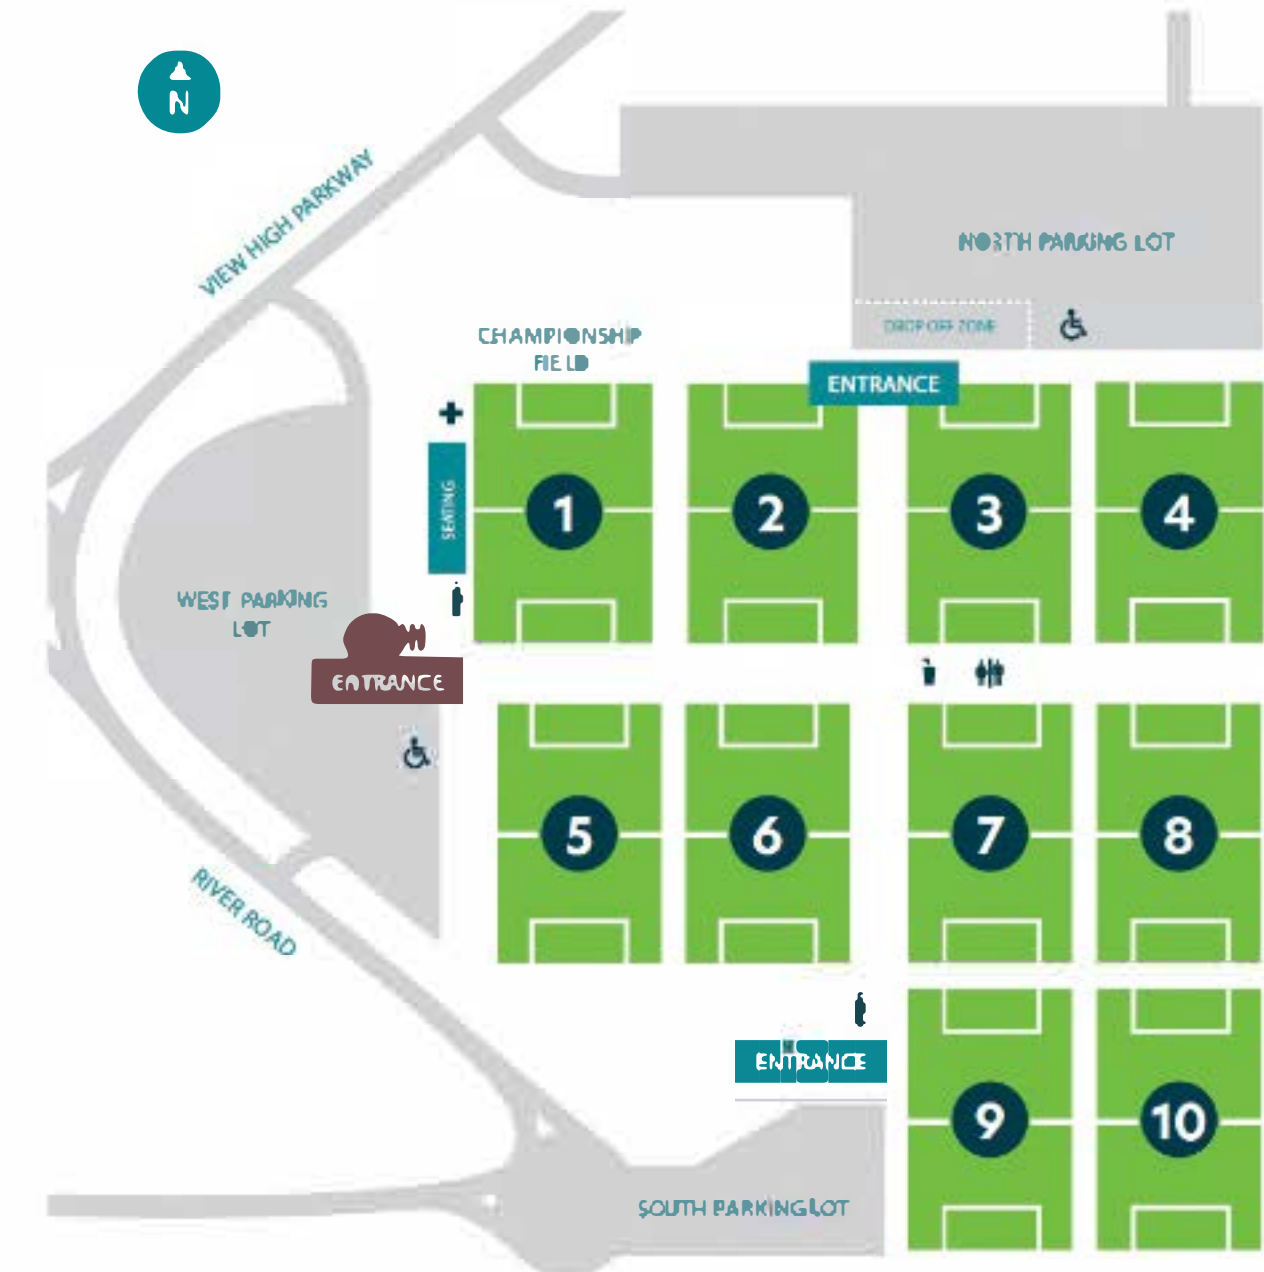 N
VIEW HIGH PARKWAY
NORTH PARKING LOT
DROP OFF ZONE
CHAMPIONSHIP
FIELD
ENTRANCE
SEATING
1
2
3
4
WEST PARKING
LOT
ENTRANCE
5
6
7
8
RIVER ROAD
ENTRANCE
9
10
SOUTH PARKING LOT